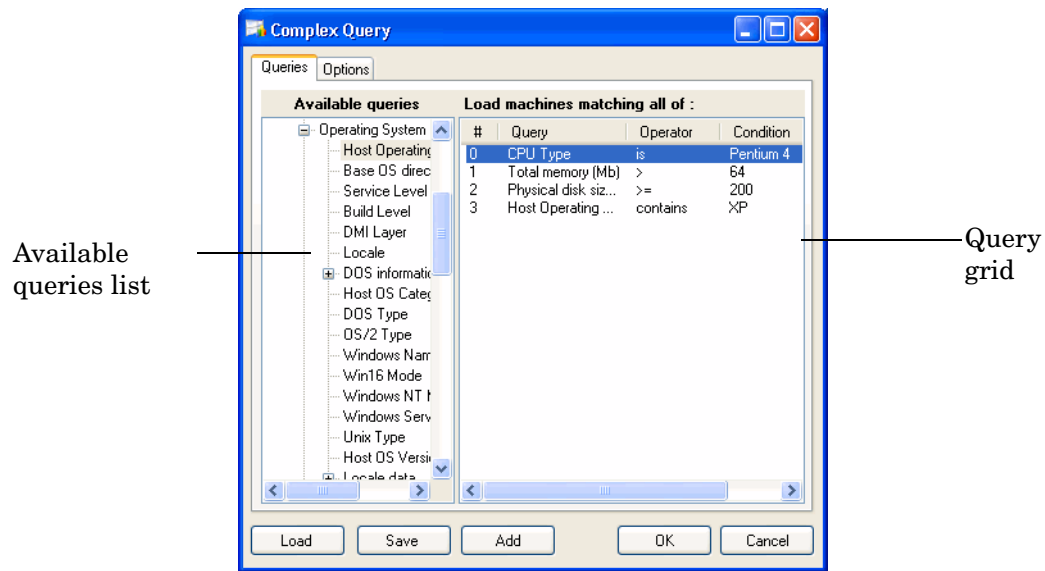 Complex Query
Queries Options
Available queries Load machines matching all of :
Operating System
Host Operating
Base OS direc
Service Level
Build Level
DMI Layer
Locale
DOS informatic
Host OS Categ
DOS Type
OS/2 Type
Windows Nam
Win16 Mode
Windows NT
Windows Serv
Unix Type
Host OS Versi
Locale data
# Query Operator Condition
0 CPU Type is Pentium 4
1 Total memory (Mb) > 64
2 Physical disk siz... >= 200
3 Host Operating ... contains XP
Available
queries list
Query
grid
Load Save Add OK Cancel